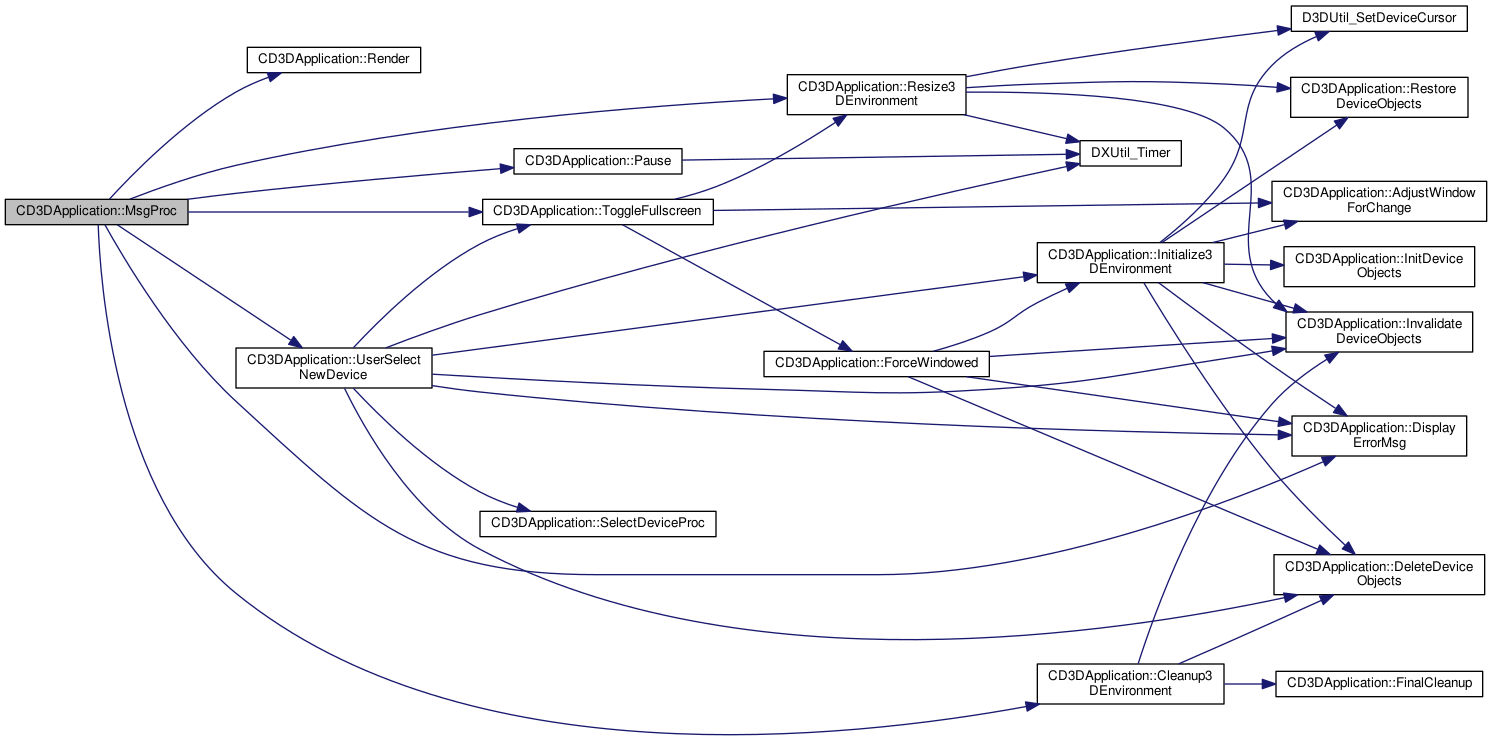 CD3DApplication::MsgProc
CD3DApplication::Render
CD3DApplication::UserSelect
NewDevice
CD3DApplication::Pause
CD3DApplication::ToggleFullscreen
CD3DApplication::SelectDeviceProc
CD3DApplication::Resize3
DEnvironment
CD3DApplication::ForceWindowed
DXUtil_Timer
CD3DApplication::Initialize3
DEnvironment
CD3DApplication::Cleanup3
DEnvironment
D3DUtil_SetDeviceCursor
CD3DApplication::Restore
DeviceObjects
CD3DApplication::AdjustWindow
ForChange
CD3DApplication::InitDevice
Objects
CD3DApplication::Invalidate
DeviceObjects
CD3DApplication::Display
ErrorMsg
CD3DApplication::DeleteDevice
Objects
CD3DApplication::FinalCleanup